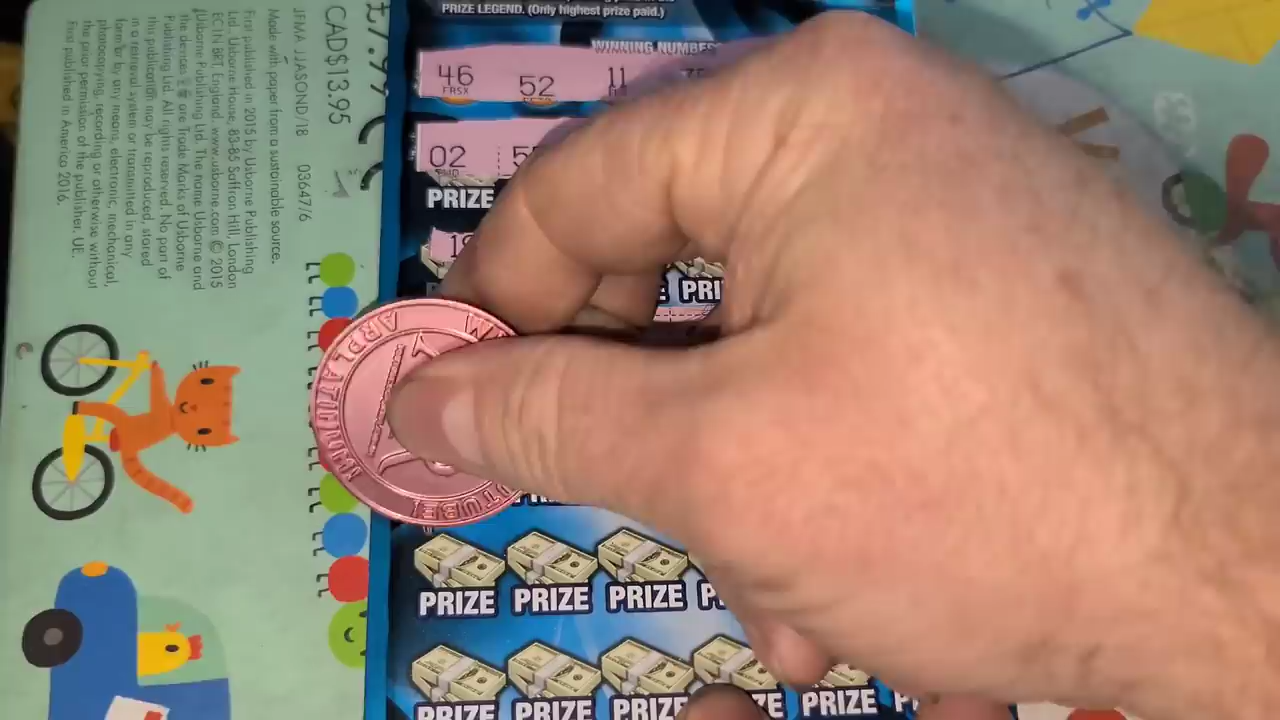 PRIZE LEGEND. (Only highest prize paid.)
WINNING NUMBERS
46
52
11
FRSX
02
PRIZE
PRIZE PRIZE PRIZE
PRIZE PRIZE PRIZE
PRIZE
£7.99
CAD$13.95
JFMA JJASOND/18 03647/6
Made with paper from a sustainable source.
First published in 2015 by Usborne Publishing
Ltd. Usborne House, 83-85 Saffron Hill, London
EC1N 8RT, England. www.usborne.com © 2015
Usborne Publishing Ltd. The name Usborne and
the devices are Trade Marks of Usborne
Publishing Ltd. All rights reserved. No part of
this publication may be reproduced, stored
in a retrieval system or transmitted in any
form or by any means, electronic, mechanical,
photocopying, recording or otherwise without
the prior permission of the publisher. UE.
First published in America 2016.